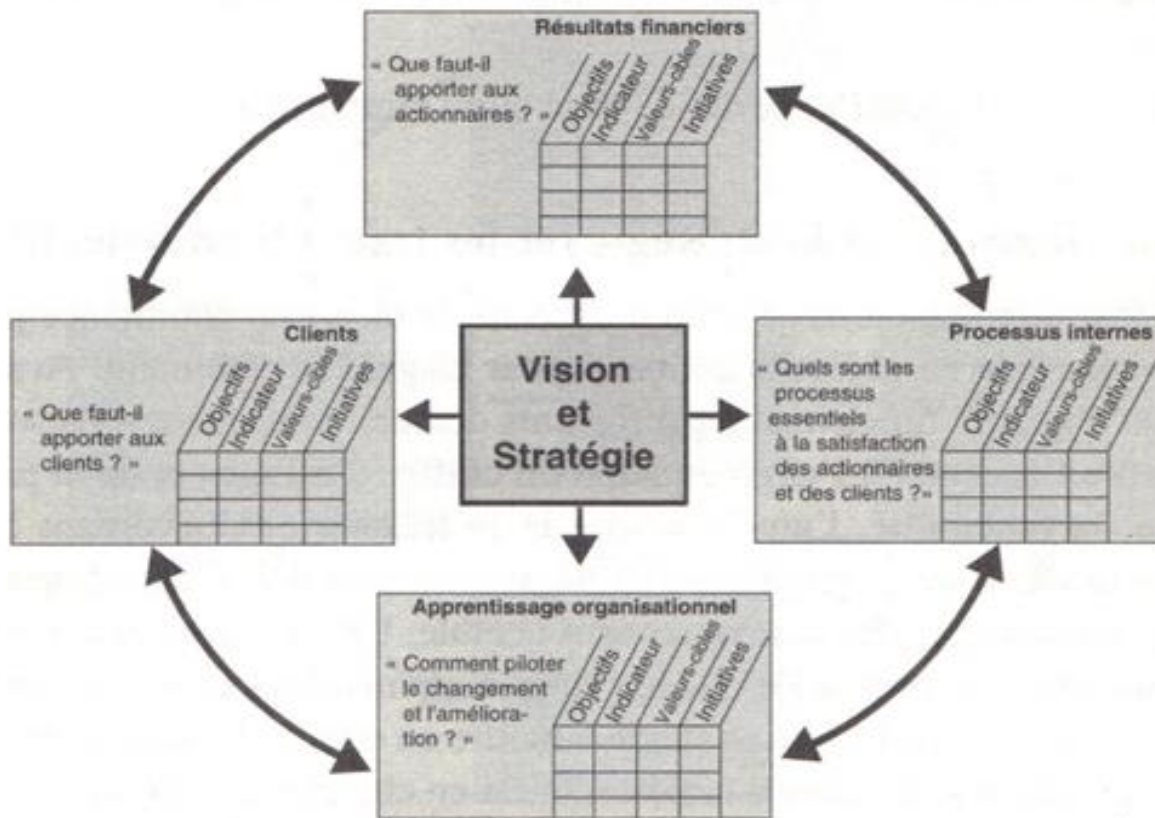 Résultats financiers
« Que faut-il
apporter aux
actionnaires ? »
Objectifs
Indicateur
Valeurs-cibles
Initiatives
Clients
« Que faut-il
apporter aux
clients ? »
Objectifs
Indicateur
Valeurs-cibles
Initiatives
Vision
et
Stratégie
Processus internes
« Quels sont les
processus
essentiels
à la satisfaction
des actionnaires
et des clients ?»
Objectifs
Indicateur
Valeurs-cibles
Initiatives
Apprentissage organisationnel
« Comment piloter
le changement
et l'améliora-
tion ? »
Objectifs
Indicateur
Valeurs-cibles
Initiatives